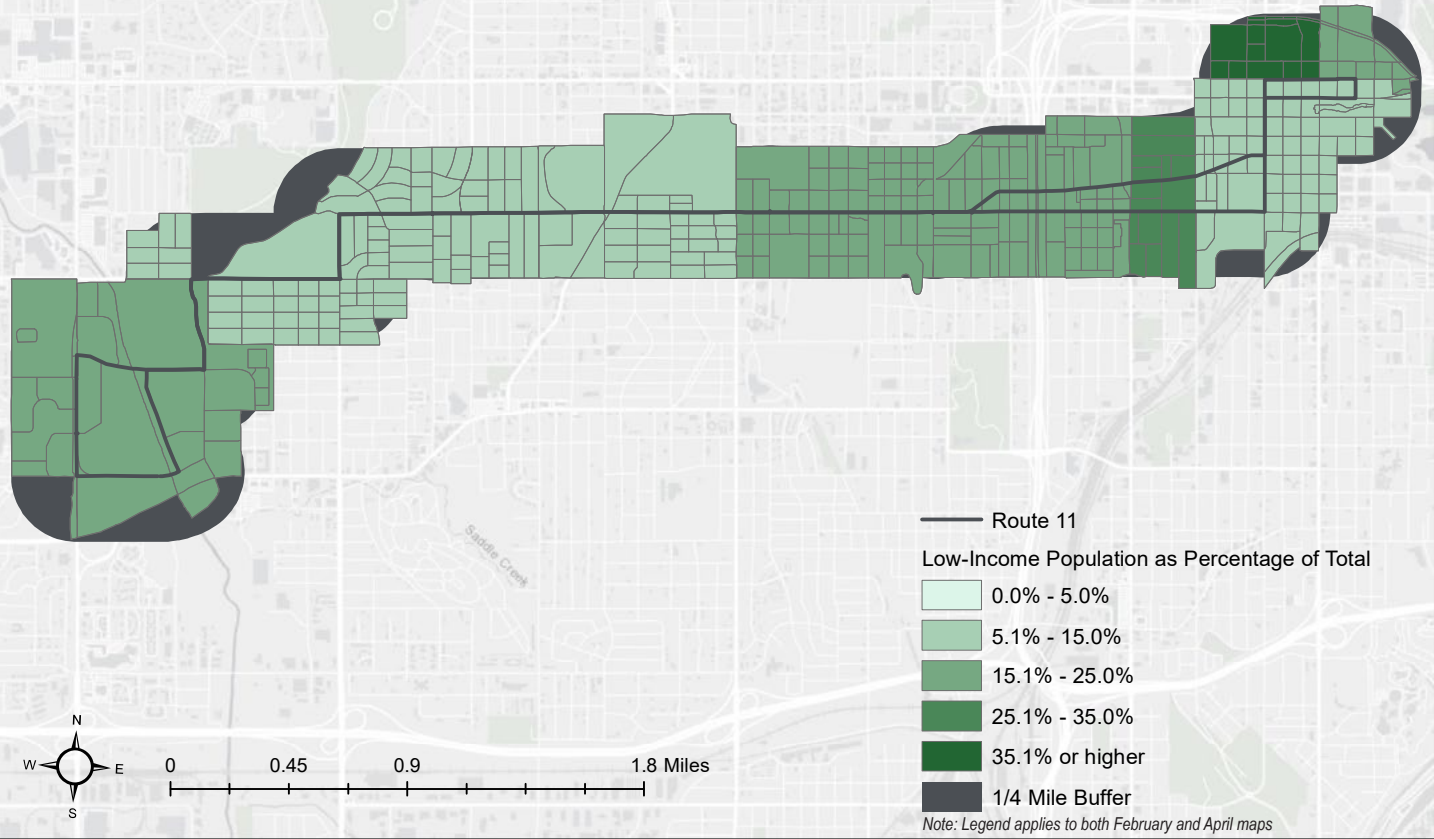 Saddle Creek
Route 11
Low-Income Population as Percentage of Total
0.0% - 5.0%
5.1% - 15.0%
15.1% - 25.0%
25.1% - 35.0%
35.1% or higher
1/4 Mile Buffer
Note: Legend applies to both February and April maps
N
W E
S
0 0.45 0.9 1.8 Miles